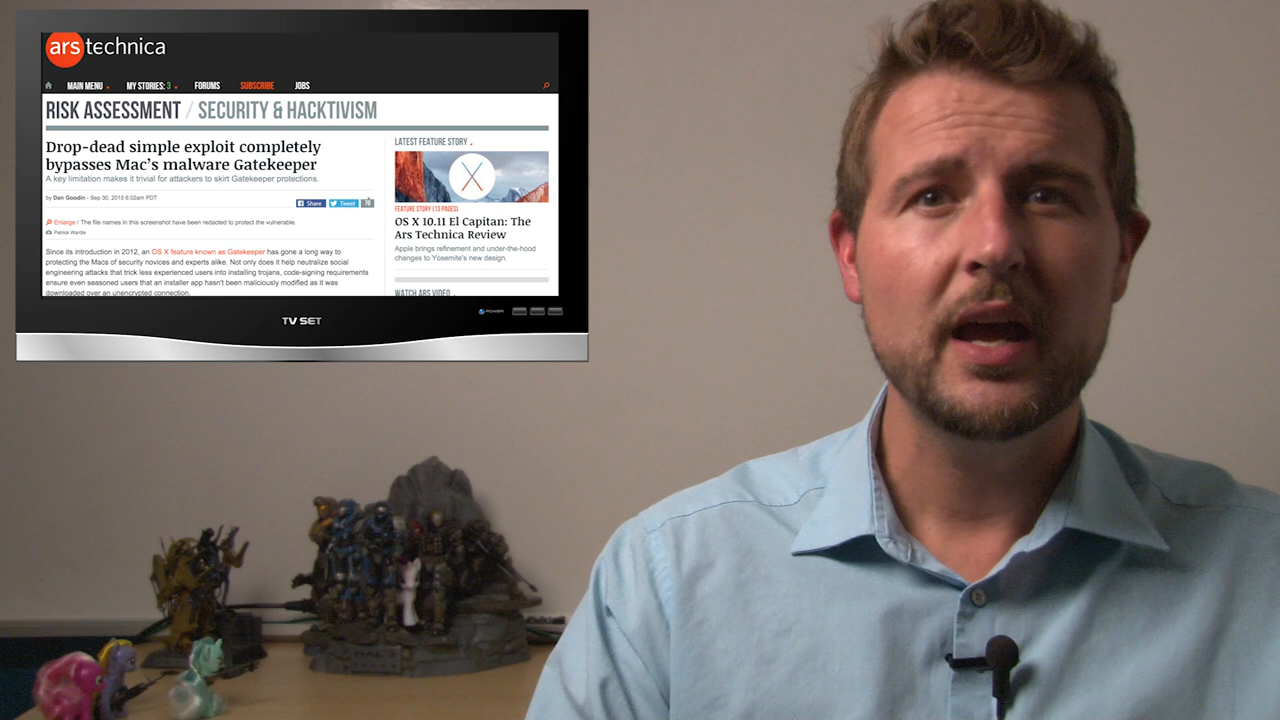 ars technica
MAIN MENU MY STORIES: 3 FORUMS SUBSCRIBE JOBS
RISK ASSESSMENT / SECURITY & HACKTIVISM
Drop-dead simple exploit completely
bypasses Mac's malware Gatekeeper
A key limitation makes it trivial for attackers to skirt Gatekeeper protections.
by Dan Goodin - Sep 30, 2015 6:02am PDT
Share Tweet
Enlarge / The file names in this screenshot have been redacted to protect the vulnerable.
Patrick Wardle
Since its introduction in 2012, an OS X feature known as Gatekeeper has gone a long way to
protecting the Macs of security novices and experts alike. Not only does it help neutralize social
engineering attacks that trick less experienced users into installing trojans, code-signing requirements
ensure even seasoned users that an installer app hasn't been maliciously modified as it was
downloaded over an unencrypted connection.
LATEST FEATURE STORY
FEATURE STORY (13 PAGES)
OS X 10.11 El Capitan: The
Ars Technica Review
Apple brings refinement and under-the-hood
changes to Yosemite's new design.
WATCH ARS VIDEO
POWER
TV SET
HALO